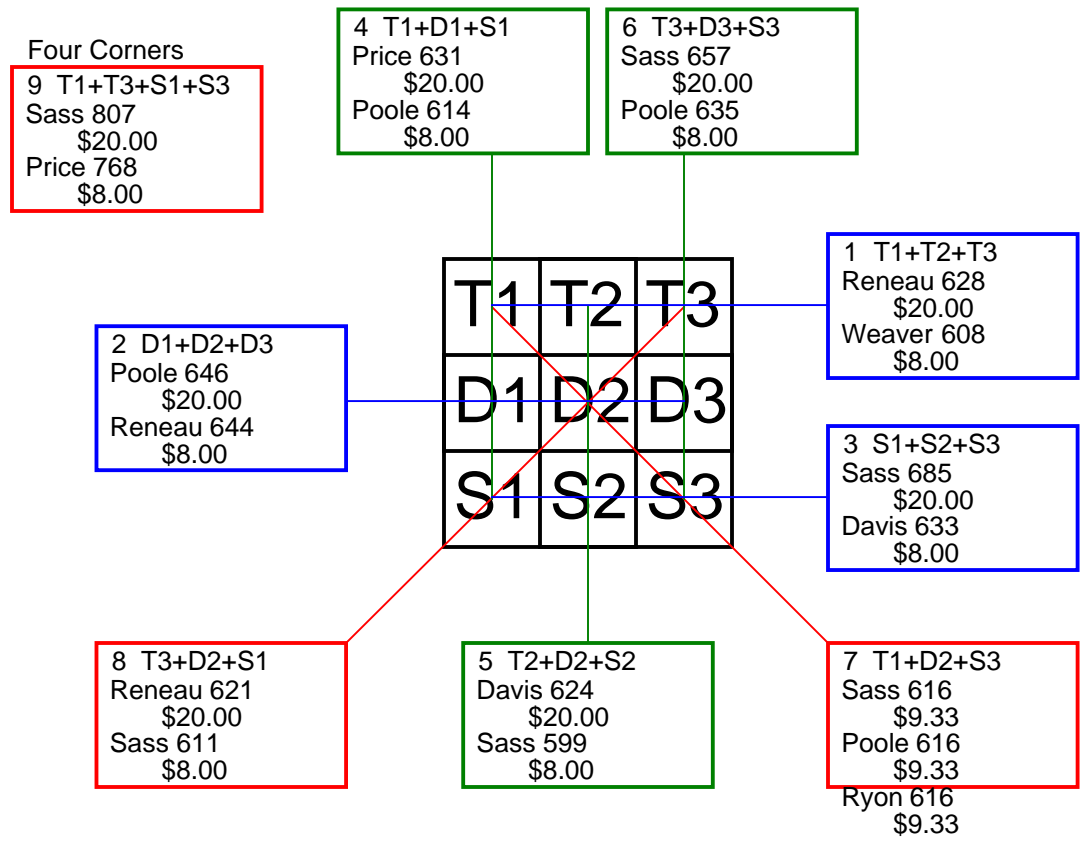 Four Corners
9 T1+T3+S1+S3
Sass 807
$20.00
Price 768
$8.00
4 T1+D1+S1
Price 631
$20.00
Poole 614
$8.00
6 T3+D3+S3
Sass 657
$20.00
Poole 635
$8.00
1 T1+T2+T3
Reneau 628
$20.00
Weaver 608
$8.00
2 D1+D2+D3
Poole 646
$20.00
Reneau 644
$8.00
T1 T2 T3
D1 D2 D3
S1 S2 S3
3 S1+S2+S3
Sass 685
$20.00
Davis 633
$8.00
8 T3+D2+S1
Reneau 621
$20.00
Sass 611
$8.00
5 T2+D2+S2
Davis 624
$20.00
Sass 599
$8.00
7 T1+D2+S3
Sass 616
$9.33
Poole 616
$9.33
Ryon 616
$9.33